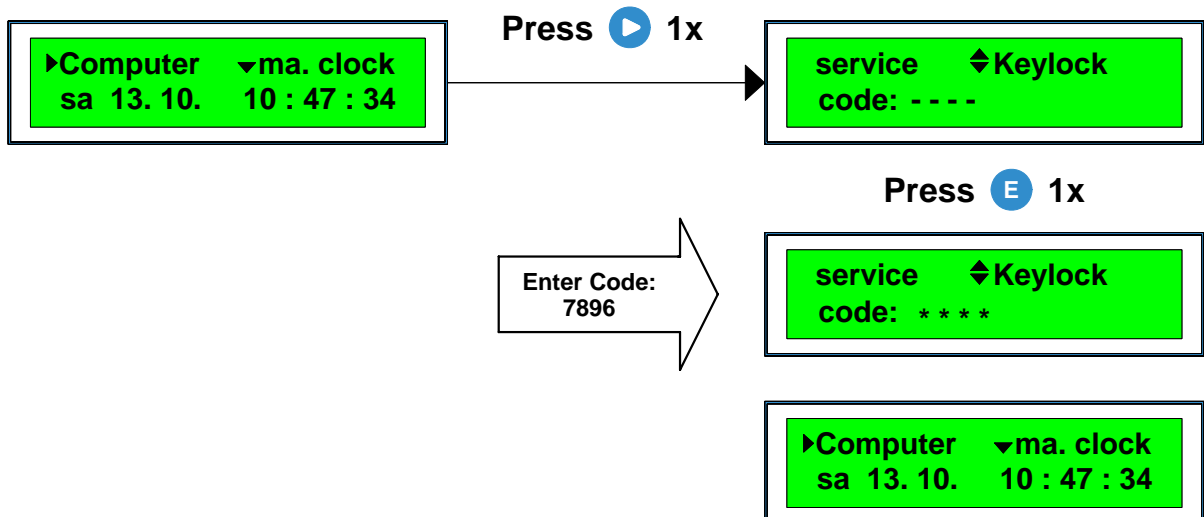 Press 1x
▶Computer ▼ma. clock
sa 13. 10. 10 : 47 : 34
service ◆Keylock
code: - - - -
Press E 1x
Enter Code:
7896
service ◆Keylock
code: * * * *
▶Computer ▼ma. clock
sa 13. 10. 10 : 47 : 34